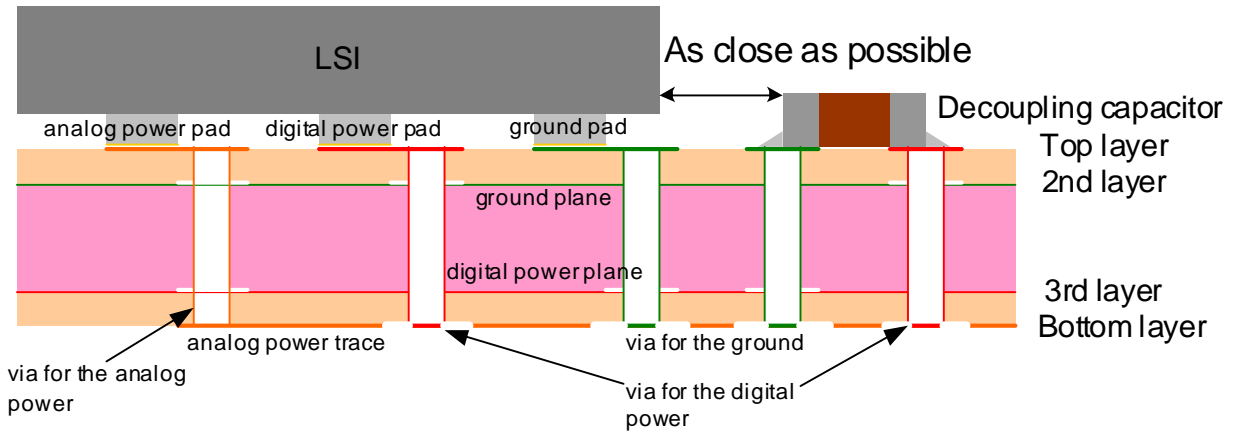 LSI
As close as possible
Decoupling capacitor
analog power pad
digital power pad
ground pad
Top layer
2nd layer
ground plane
digital power plane
3rd layer
Bottom layer
analog power trace
via for the ground
via for the analog
power
via for the digital
power